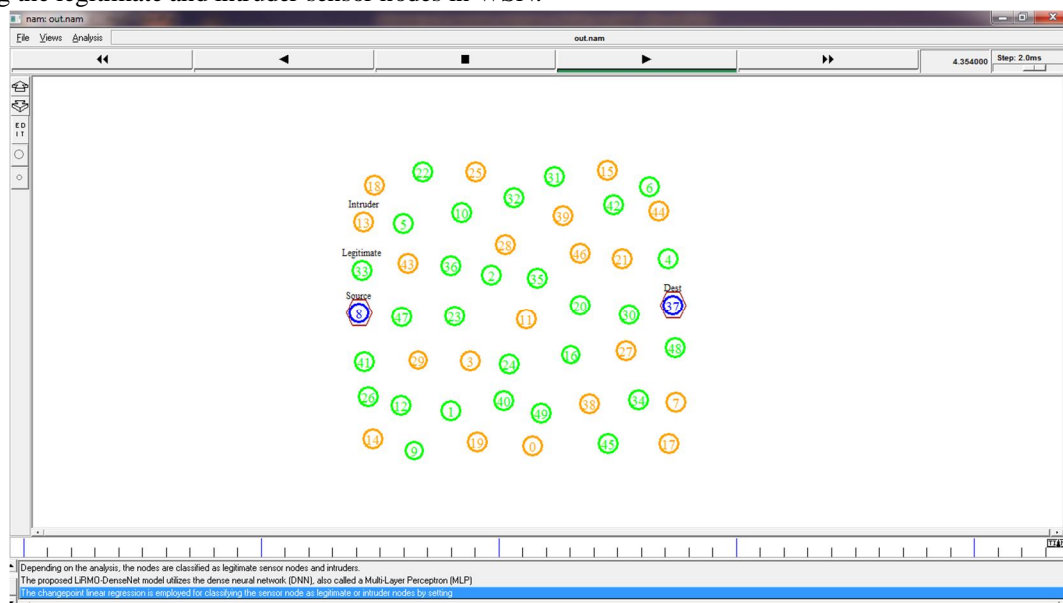 g the legitimate and intruder sensor nodes in WSN.
nam: out.nam
File Views Analysis out.nam
4.354000 Step: 2.0ms
E D
I T
22 25 31 15
18 6
32
Intruder 10 39 42 44
13 5
28
Legitimate 43 36 46 21 4
33 2 35
Source Dest
8 47 23 11 20 30 37
41 29 3 24 16 27 48
26 12 1 40 49 38 34 7
14 9 19 0 45 17
Depending on the analysis, the nodes are classified as legitimate sensor nodes and intruders.
The proposed LiRMO-DenseNet model utilizes the dense neural network (DNN), also called a Multi-Layer Perceptron (MLP)
The changepoint linear regression is employed for classifying the sensor node as legitimate or intruder nodes by setting